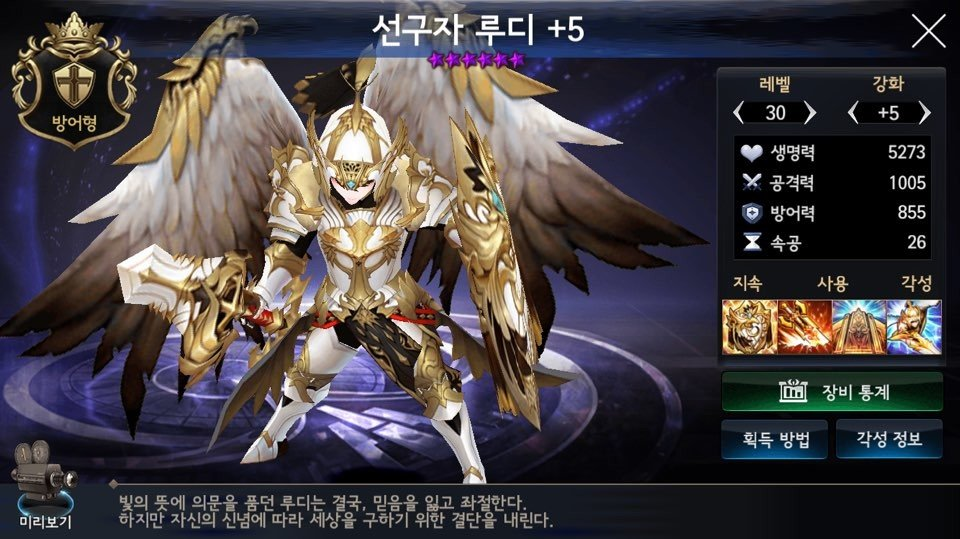 선구자 루디 +5
방어형
레벨 강화
30 +5
생명력 5273
공격력 1005
방어력 855
속공 26
지속 사용 각성
장비 통계
획득 방법 각성 정보
미리보기
빛의 뜻에 의문을 품던 루디는 결국, 믿음을 잃고 좌절한다.
하지만 자신의 신념에 따라 세상을 구하기 위한 결단을 내린다.